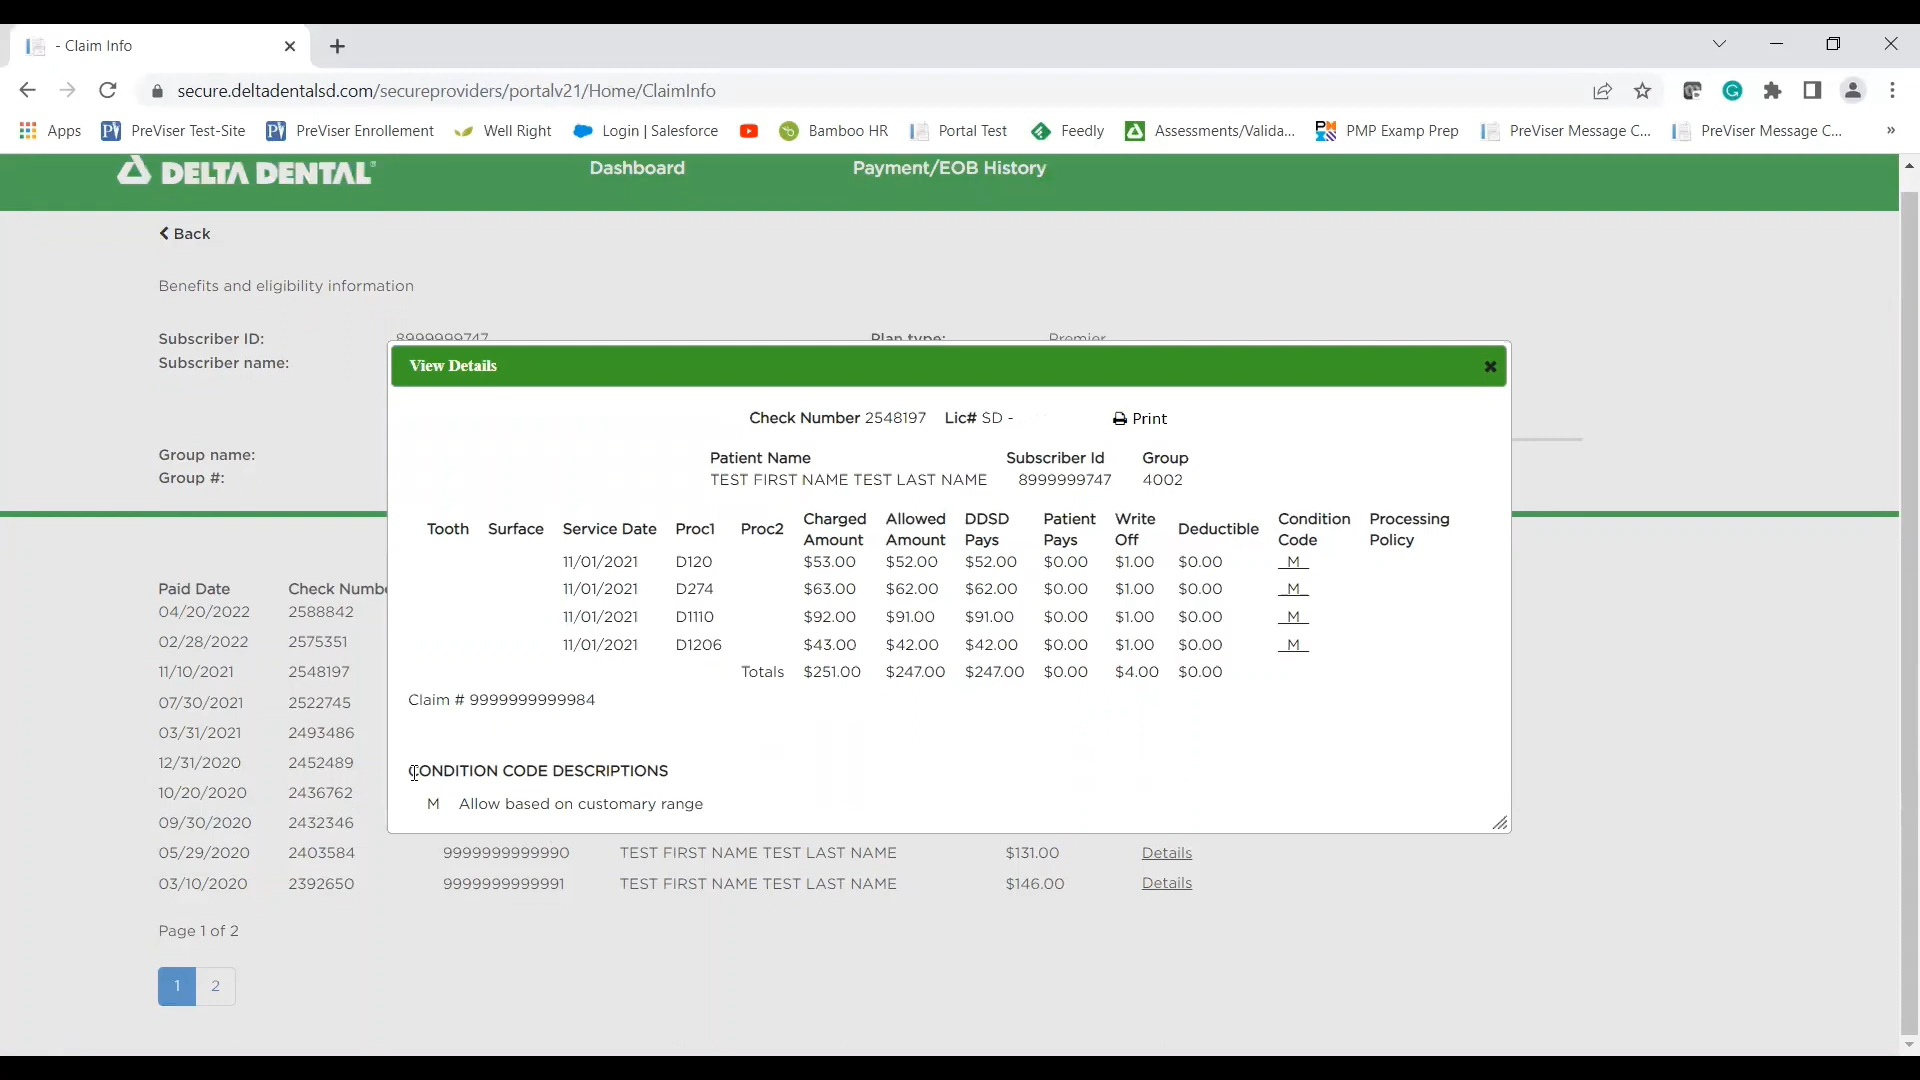 - Claim Info
secure.deltadentalsd.com/secureproviders/portalv21/Home/ClaimInfo
Apps PreViser Test-Site PreViser Enrollement Well Right Login | Salesforce Bamboo HR Portal Test Feedly Assessments/Valida... PMP Examp Prep PreViser Message C... PreViser Message C... »
DELTA DENTAL Dashboard Payment/EOB History
Back
Benefits and eligibility information
Subscriber ID: 8999999747 Plan type: Premier
Subscriber name:
Group name:
Group #:
View Details
Check Number 2548197 Lic# SD - Print
Patient Name Subscriber Id Group
TEST FIRST NAME TEST LAST NAME 8999999747 4002
Tooth Surface Service Date Proc1 Proc2 Charged Amount Allowed Amount DDSD Pays Patient Pays Write Off Deductible Condition Code Processing Policy
11/01/2021 D120 $53.00 $52.00 $52.00 $0.00 $1.00 $0.00 M
11/01/2021 D274 $63.00 $62.00 $62.00 $0.00 $1.00 $0.00 M
11/01/2021 D1110 $92.00 $91.00 $91.00 $0.00 $1.00 $0.00 M
11/01/2021 D1206 $43.00 $42.00 $42.00 $0.00 $1.00 $0.00 M
Totals $251.00 $247.00 $247.00 $0.00 $4.00 $0.00
Claim # 9999999999984
CONDITION CODE DESCRIPTIONS
M Allow based on customary range
Paid Date Check Numbe
04/20/2022 2588842
02/28/2022 2575351
11/10/2021 2548197
07/30/2021 2522745
03/31/2021 2493486
12/31/2020 2452489
10/20/2020 2436762
09/30/2020 2432346
05/29/2020 2403584 9999999999990 TEST FIRST NAME TEST LAST NAME $131.00 Details
03/10/2020 2392650 9999999999991 TEST FIRST NAME TEST LAST NAME $146.00 Details
Page 1 of 2
1 2